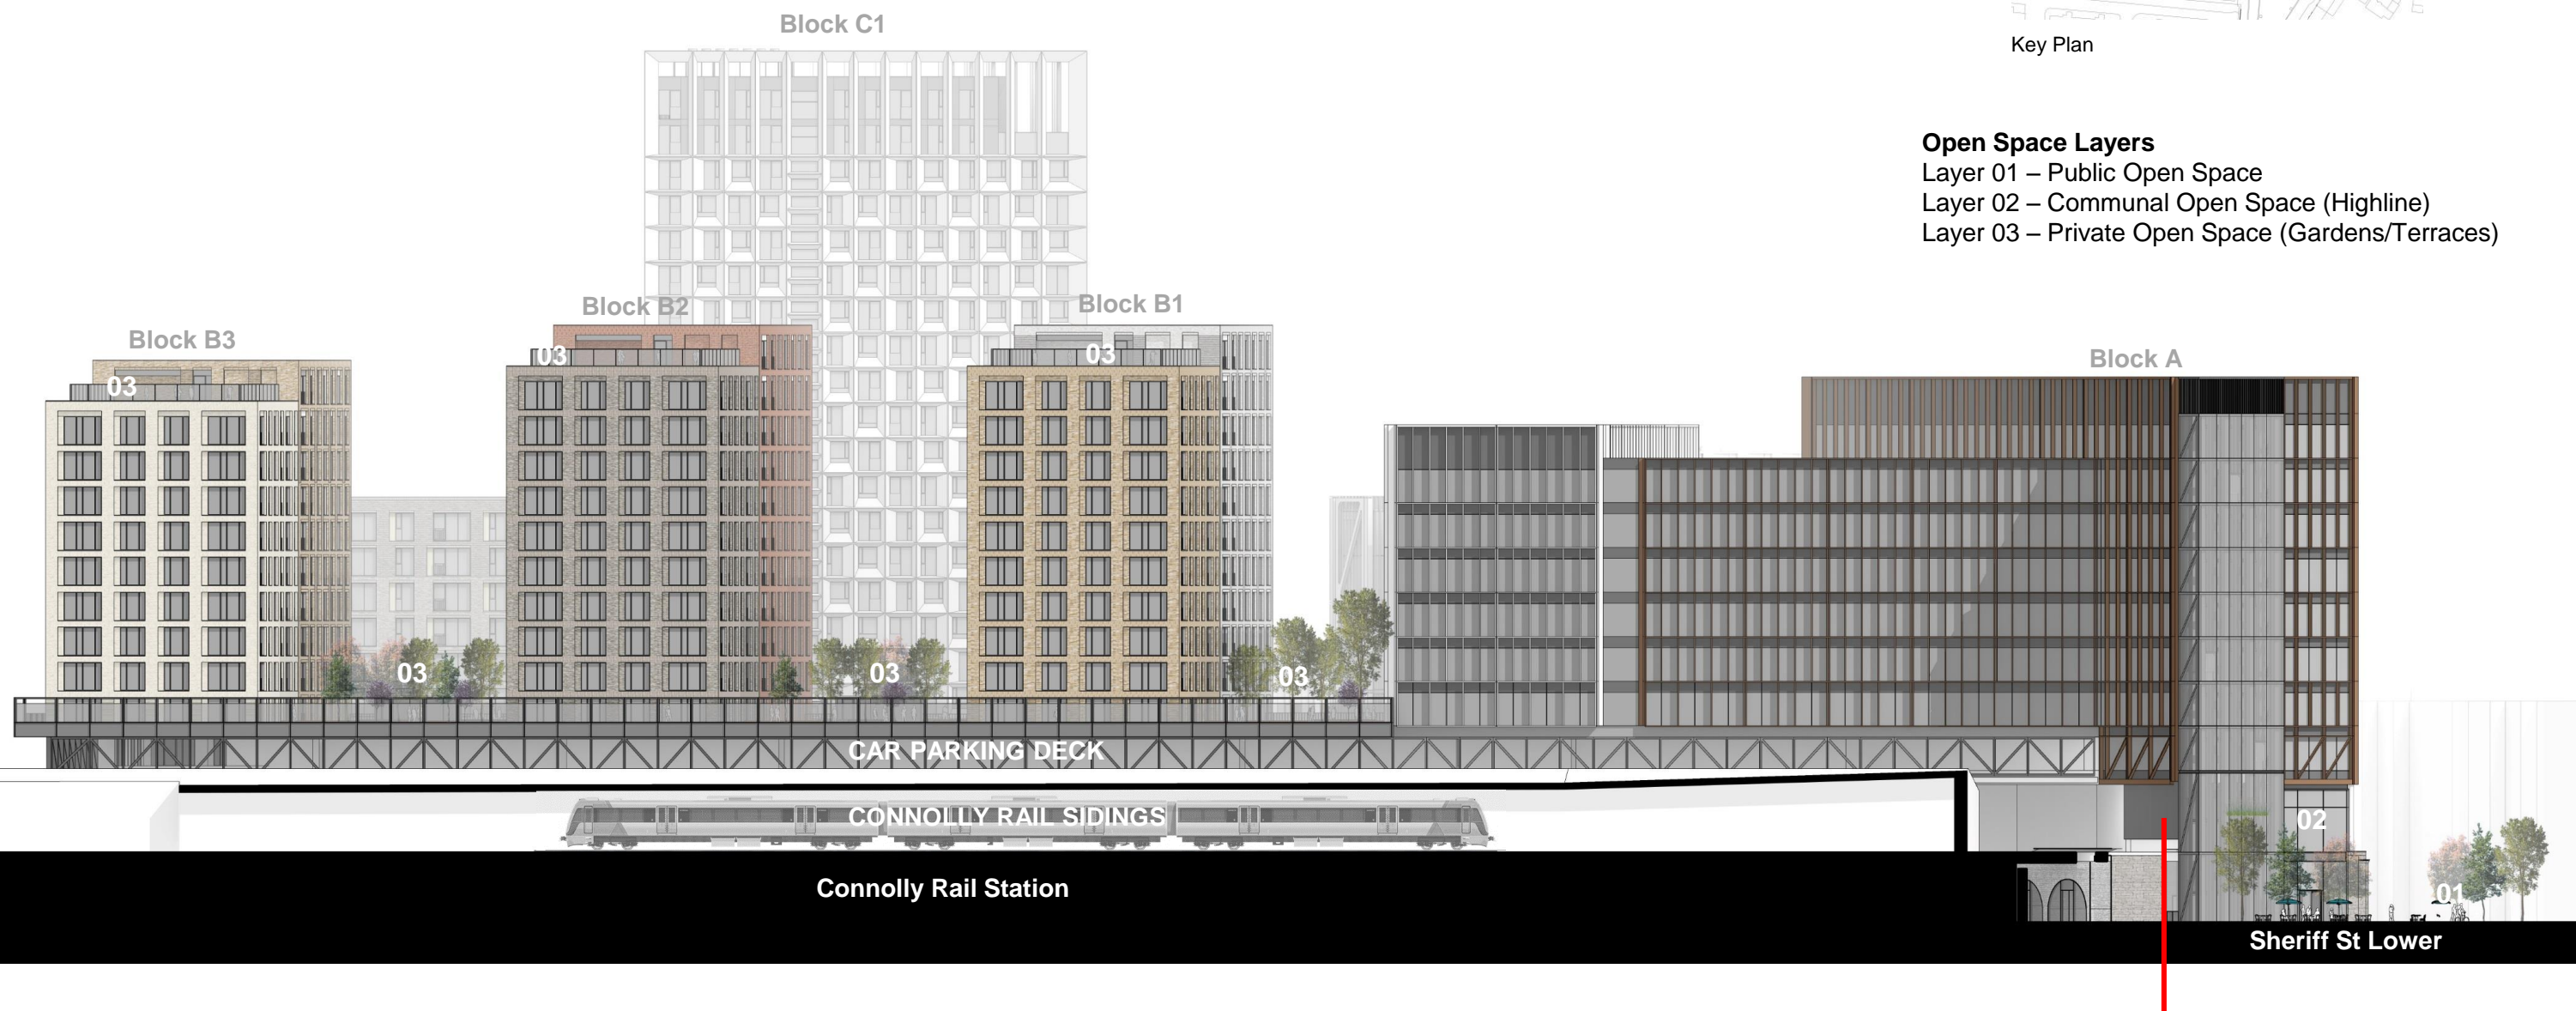 Block C1
Key Plan
Open Space Layers
Layer 01 – Public Open Space
Layer 02 – Communal Open Space (Highline)
Layer 03 – Private Open Space (Gardens/Terraces)
Block B3
Block B2
Block B1
Block A
03
03
03
03
03
03
CAR PARKING DECK
CONNOLLY RAIL SIDINGS
02
Connolly Rail Station
01
Sheriff St Lower